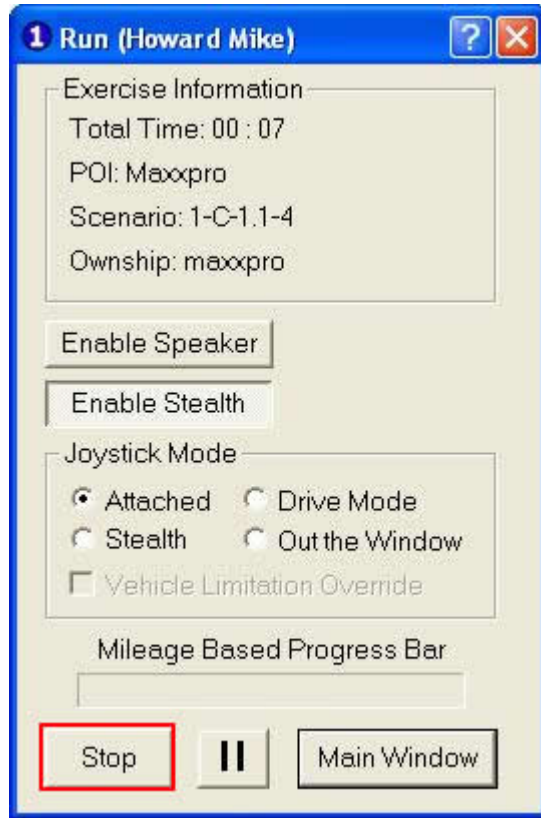 1 Run (Howard Mike) ?
Exercise Information
Total Time: 00 : 07
POI: Maxxpro
Scenario: 1-C-1.1-4
Ownship: maxxpro
Enable Speaker
Enable Stealth
Joystick Mode
Attached Drive Mode
Stealth Out the Window
Vehicle Limitation Override
Mileage Based Progress Bar
Stop Main Window